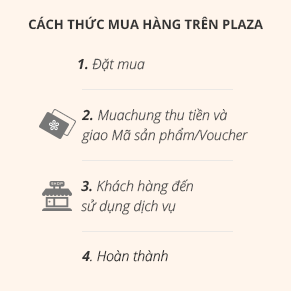 CÁCH THỨC MUA HÀNG TRÊN PLAZA
1. Đặt mua
2. Muachung thu tiền và
giao Mã sản phẩm/Voucher
SHOP
3. Khách hàng đến
sử dụng dịch vụ
4. Hoàn thành